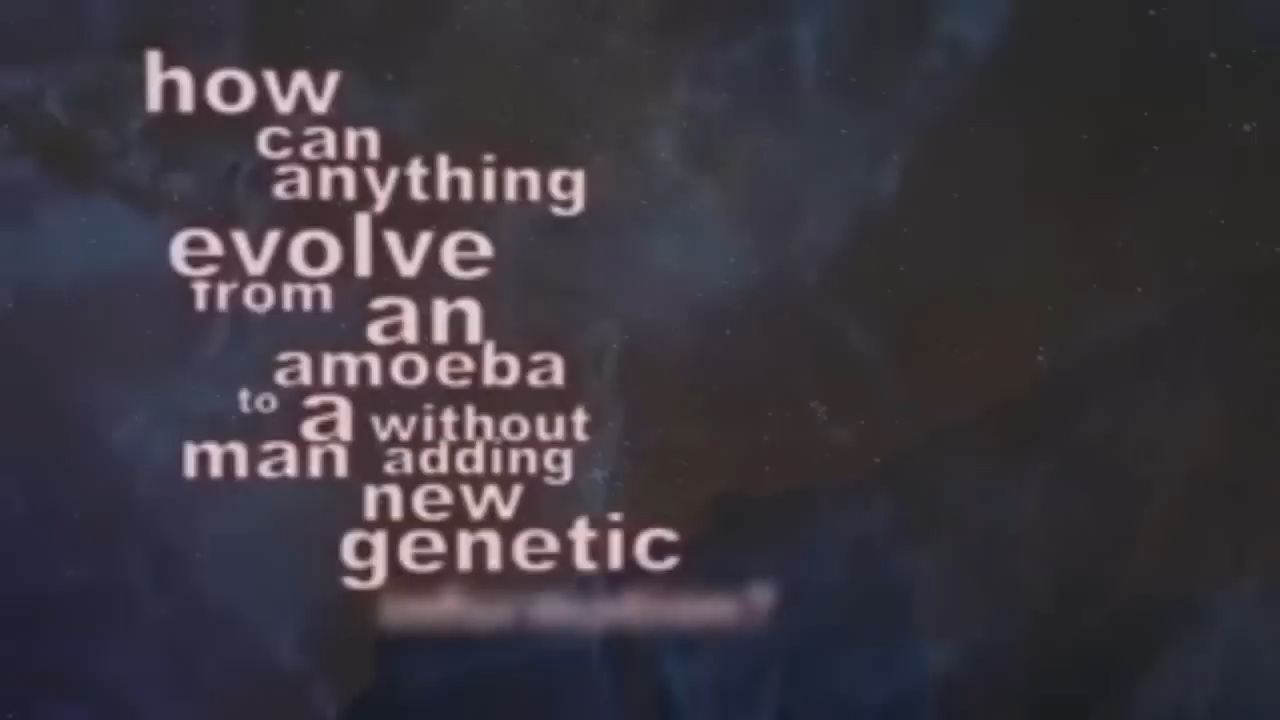 how
can
anything
evolve
from an
amoeba
to a without
man adding
new
genetic